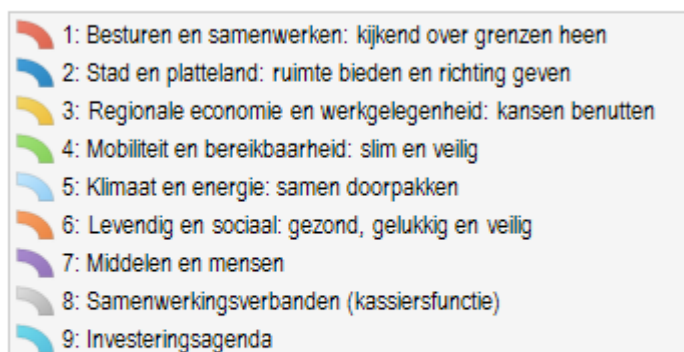 1: Besturen en samenwerken: kijkend over grenzen heen
2: Stad en platteland: ruimte bieden en richting geven
3: Regionale economie en werkgelegenheid: kansen benutten
4: Mobiliteit en bereikbaarheid: slim en veilig
5: Klimaat en energie: samen doorpakken
6: Levendig en sociaal: gezond, gelukkig en veilig
7: Middelen en mensen
8: Samenwerkingsverbanden (kassiersfunctie)
9: Investeringsagenda